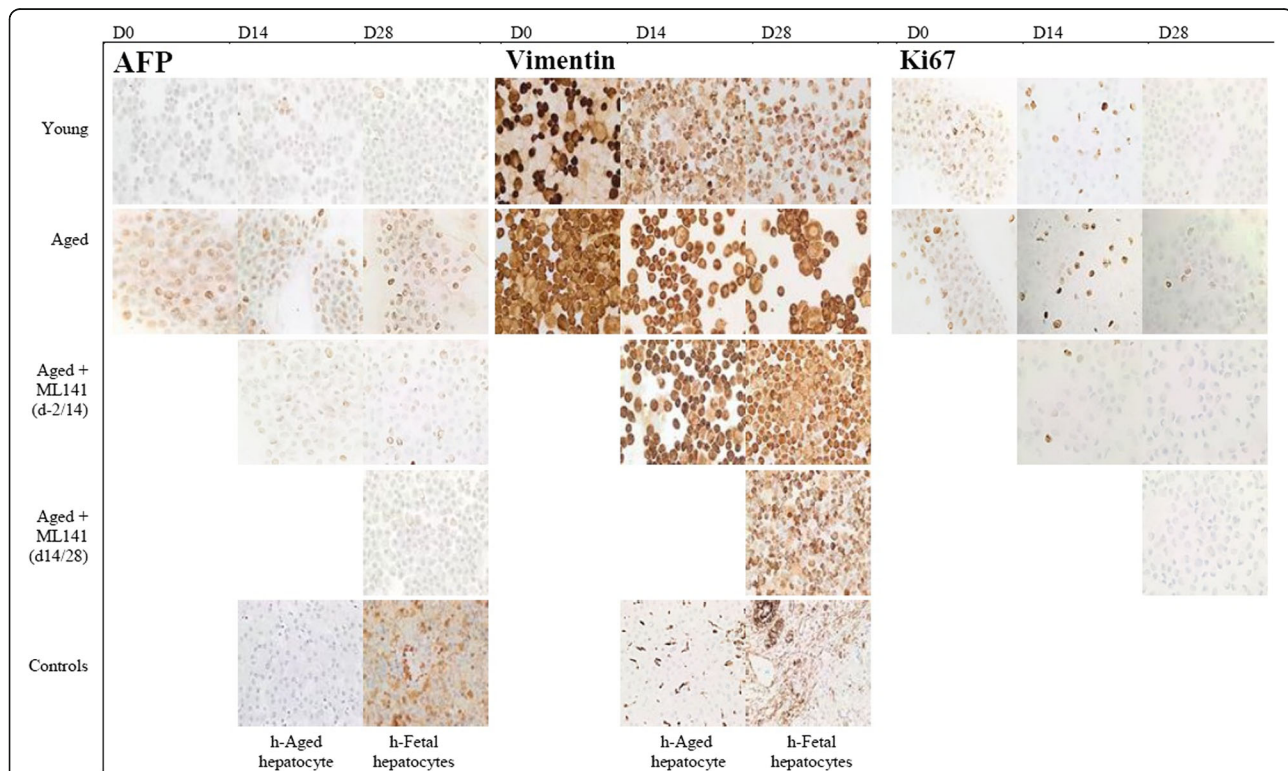 D0 D14 D28 D0 D14 D28 D0 D14 D28
AFP Vimentin Ki67
Young
Aged
Aged +
ML141
(d-2/14)
Aged +
ML141
(d14/28)
Controls
h-Aged
hepatocyte
h-Fetal
hepatocytes
h-Aged
hepatocyte
h-Fetal
hepatocytes